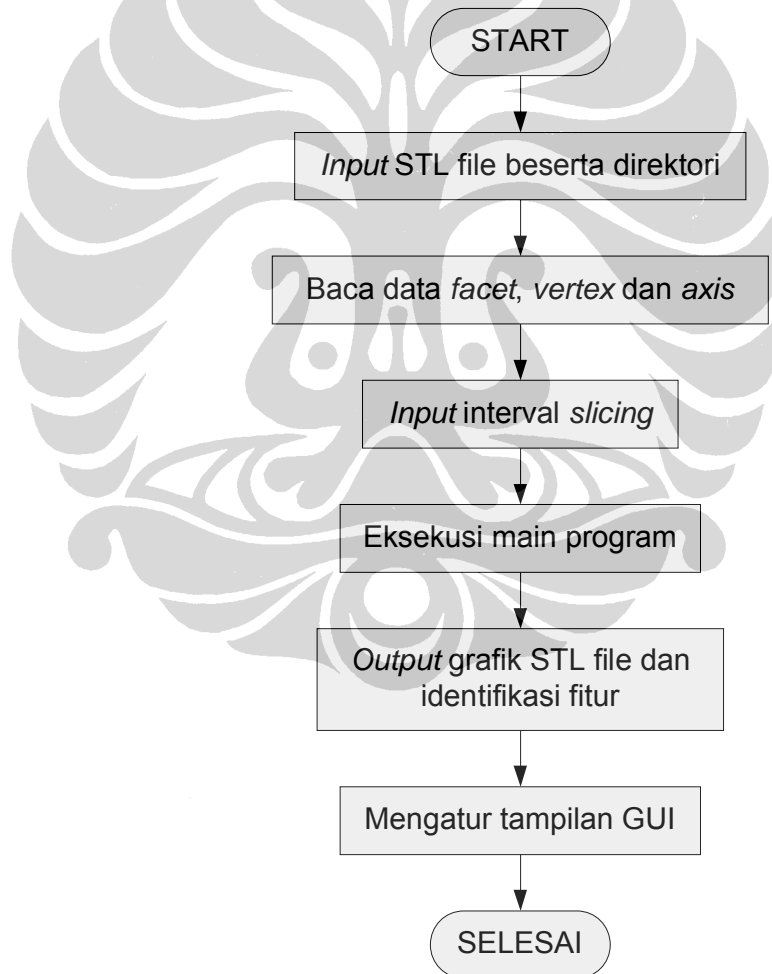 START
Input STL file beserta direktori
Baca data facet, vertex dan axis
Input interval slicing
Eksekusi main program
Output grafik STL file dan
identifikasi fitur
Mengatur tampilan GUI
SELESAI